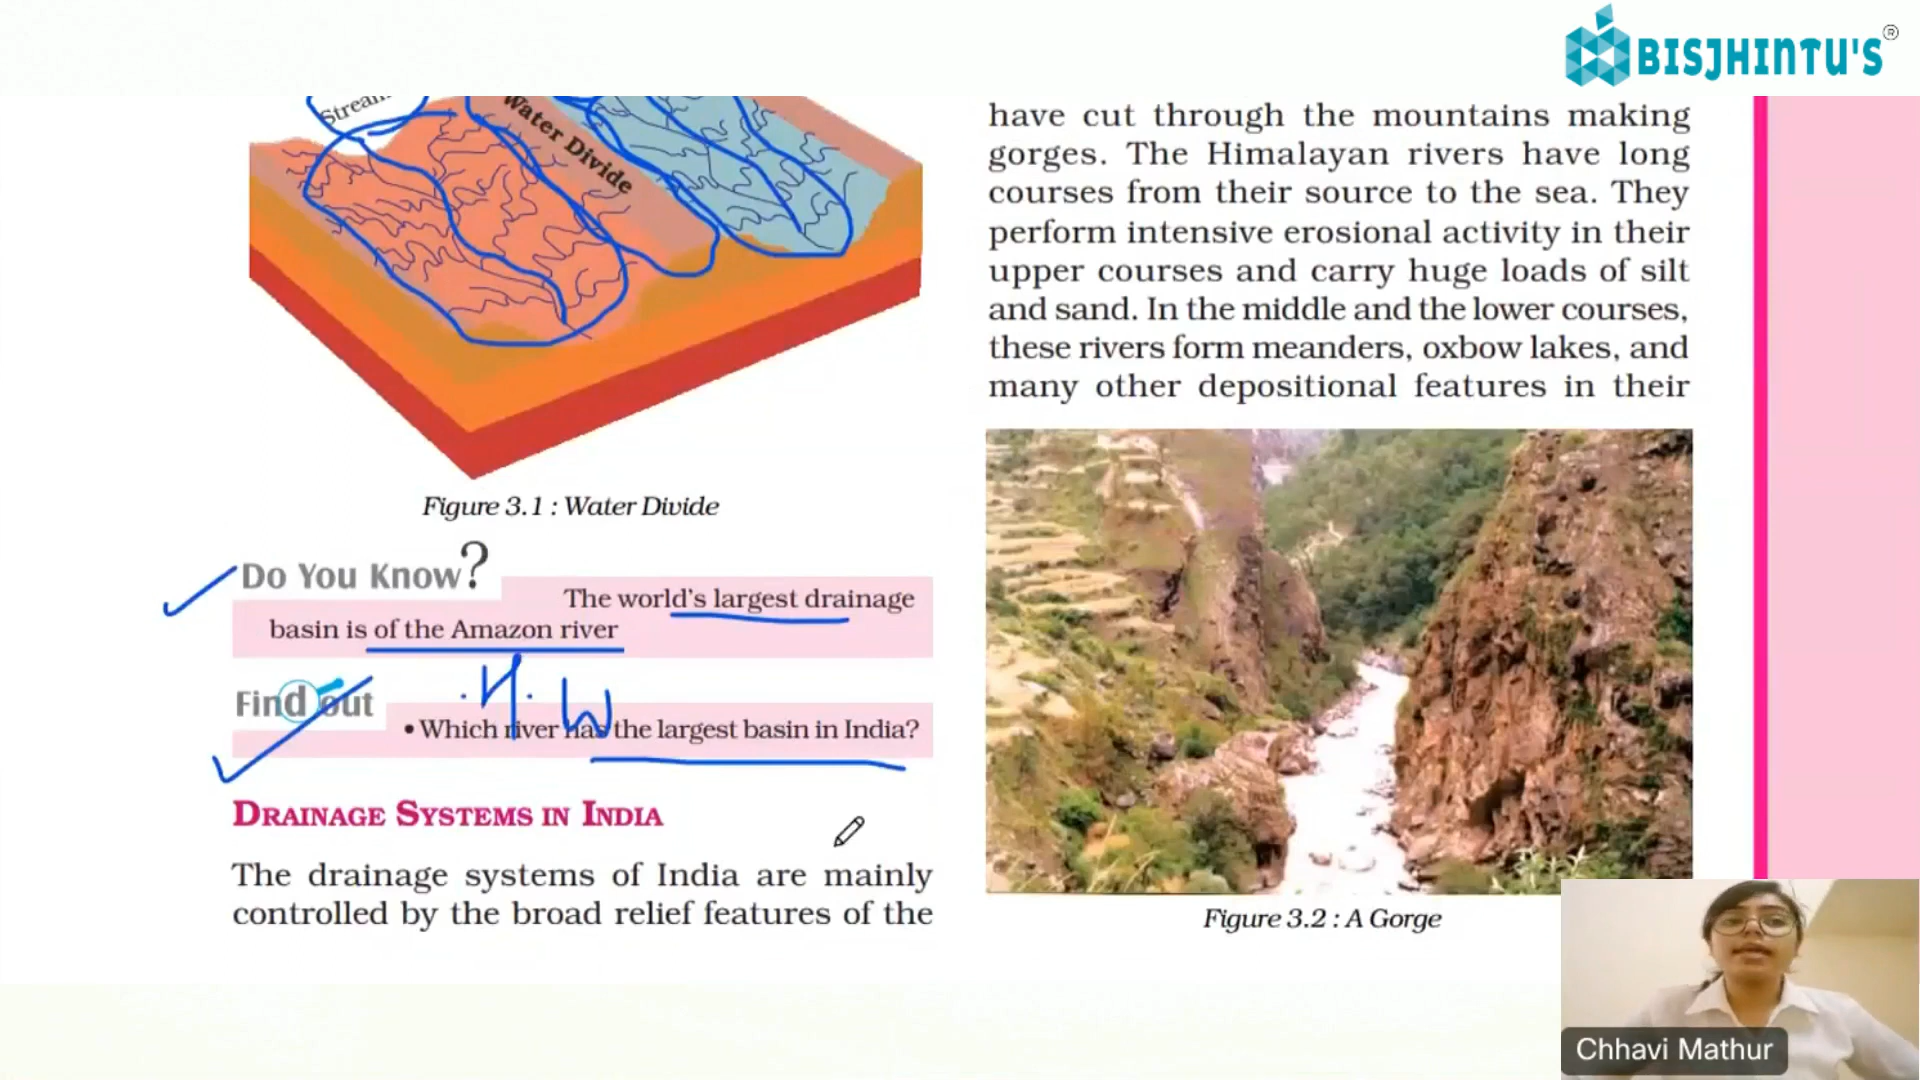 BISJHINTU'S®
Stream
Water Divide
Figure 3.1 : Water Divide
Do You Know?
The world's largest drainage
basin is of the Amazon river
.H. W
Find out
• Which river has the largest basin in India?
DRAINAGE SYSTEMS IN INDIA
The drainage systems of India are mainly
controlled by the broad relief features of the
have cut through the mountains making
gorges. The Himalayan rivers have long
courses from their source to the sea. They
perform intensive erosional activity in their
upper courses and carry huge loads of silt
and sand. In the middle and the lower courses,
these rivers form meanders, oxbow lakes, and
many other depositional features in their
Figure 3.2 : A Gorge
Chhavi Mathur